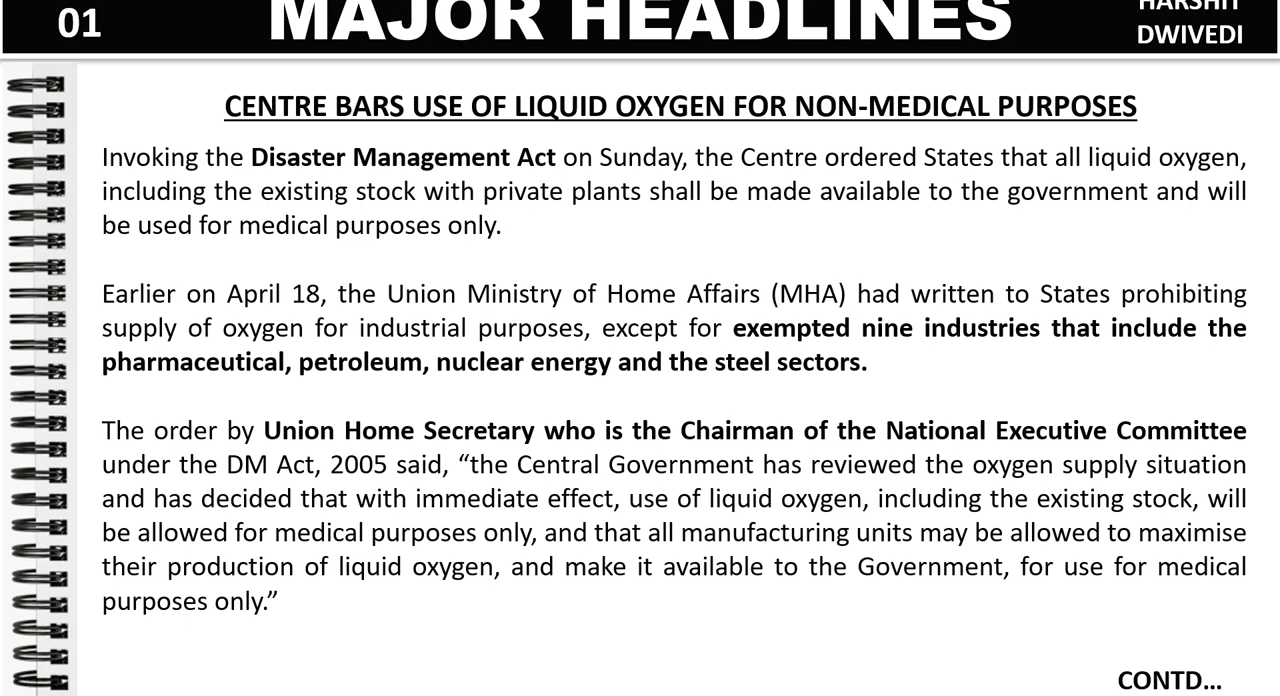 01
MAJOR HEADLINES
HARSHIT
DWIVEDI
CENTRE BARS USE OF LIQUID OXYGEN FOR NON-MEDICAL PURPOSES
Invoking the Disaster Management Act on Sunday, the Centre ordered States that all liquid oxygen,
including the existing stock with private plants shall be made available to the government and will
be used for medical purposes only.
Earlier on April 18, the Union Ministry of Home Affairs (MHA) had written to States prohibiting
supply of oxygen for industrial purposes, except for exempted nine industries that include the
pharmaceutical, petroleum, nuclear energy and the steel sectors.
The order by Union Home Secretary who is the Chairman of the National Executive Committee
under the DM Act, 2005 said, “the Central Government has reviewed the oxygen supply situation
and has decided that with immediate effect, use of liquid oxygen, including the existing stock, will
be allowed for medical purposes only, and that all manufacturing units may be allowed to maximise
their production of liquid oxygen, and make it available to the Government, for use for medical
purposes only.”
CONTD...